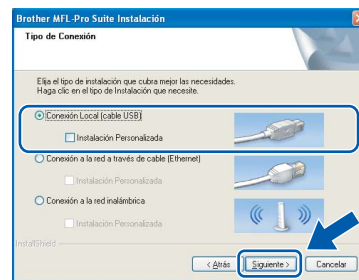 Brother MFL-Pro Suite Instalación
Tipo de Conexión
Elija el tipo de instalación que cubra mejor las necesidades.
Haga clic en el tipo de Instalación que necesite.
Conexión Local (cable USB)
Instalación Personalizada
Conexión a la red a través de cable (Ethernet)
Instalación Personalizada
Conexión a la red inalámbrica
Instalación Personalizada
InstallShield
< Atrás
Siguiente >
Cancelar